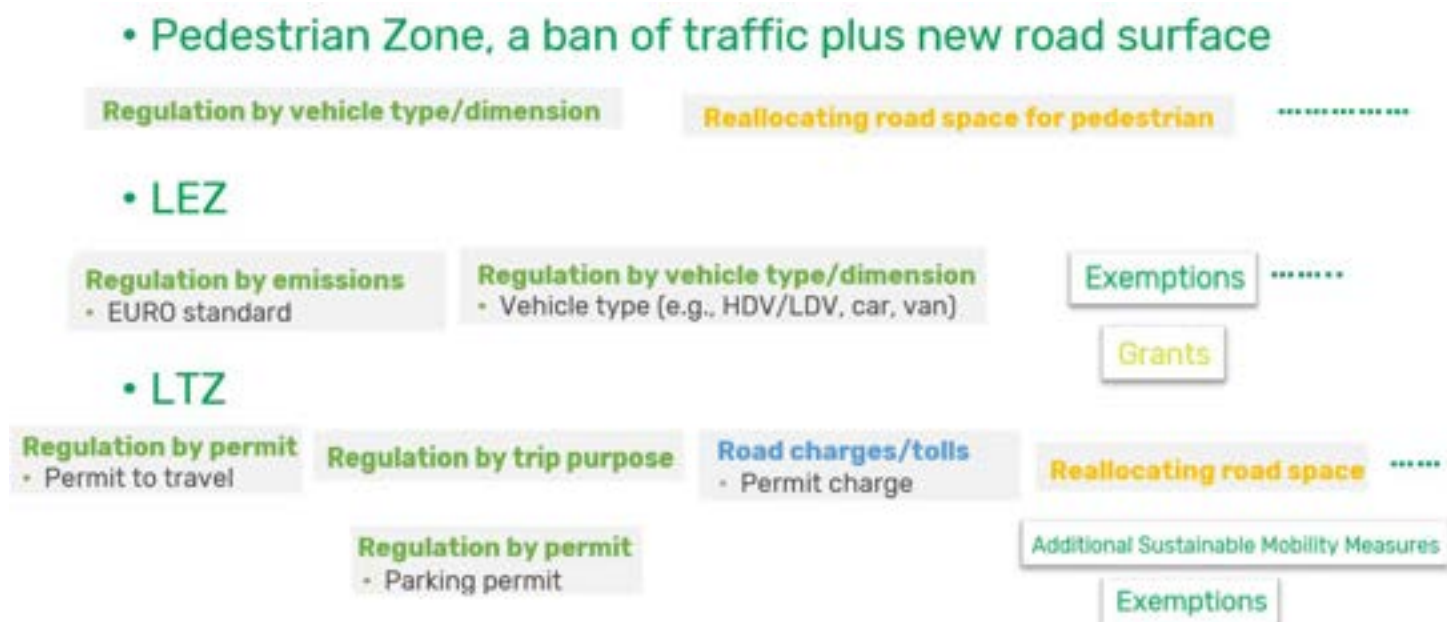 • Pedestrian Zone, a ban of traffic plus new road surface
Regulation by vehicle type/dimension
Reallocating road space for pedestrian
...............
• LEZ
Regulation by emissions
• EURO standard
Regulation by vehicle type/dimension
• Vehicle type (e.g., HDV/LDV, car, van)
Exemptions
........
Grants
• LTZ
Regulation by permit
• Permit to travel
Regulation by trip purpose
Road charges/tolls
• Permit charge
Reallocating road space
......
Regulation by permit
• Parking permit
Additional Sustainable Mobility Measures
Exemptions